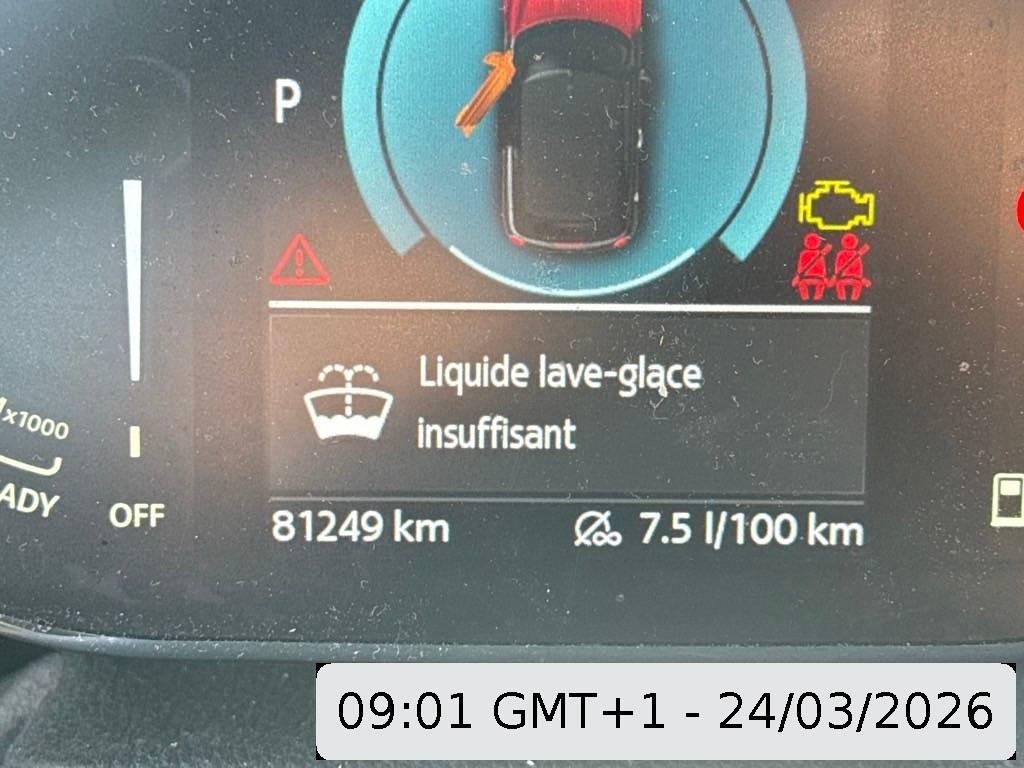 P
x1000
OFF
Liquide lave-glace
insuffisant
81249 km
7.5 l/100 km
09:01 GMT+1 - 24/03/2026